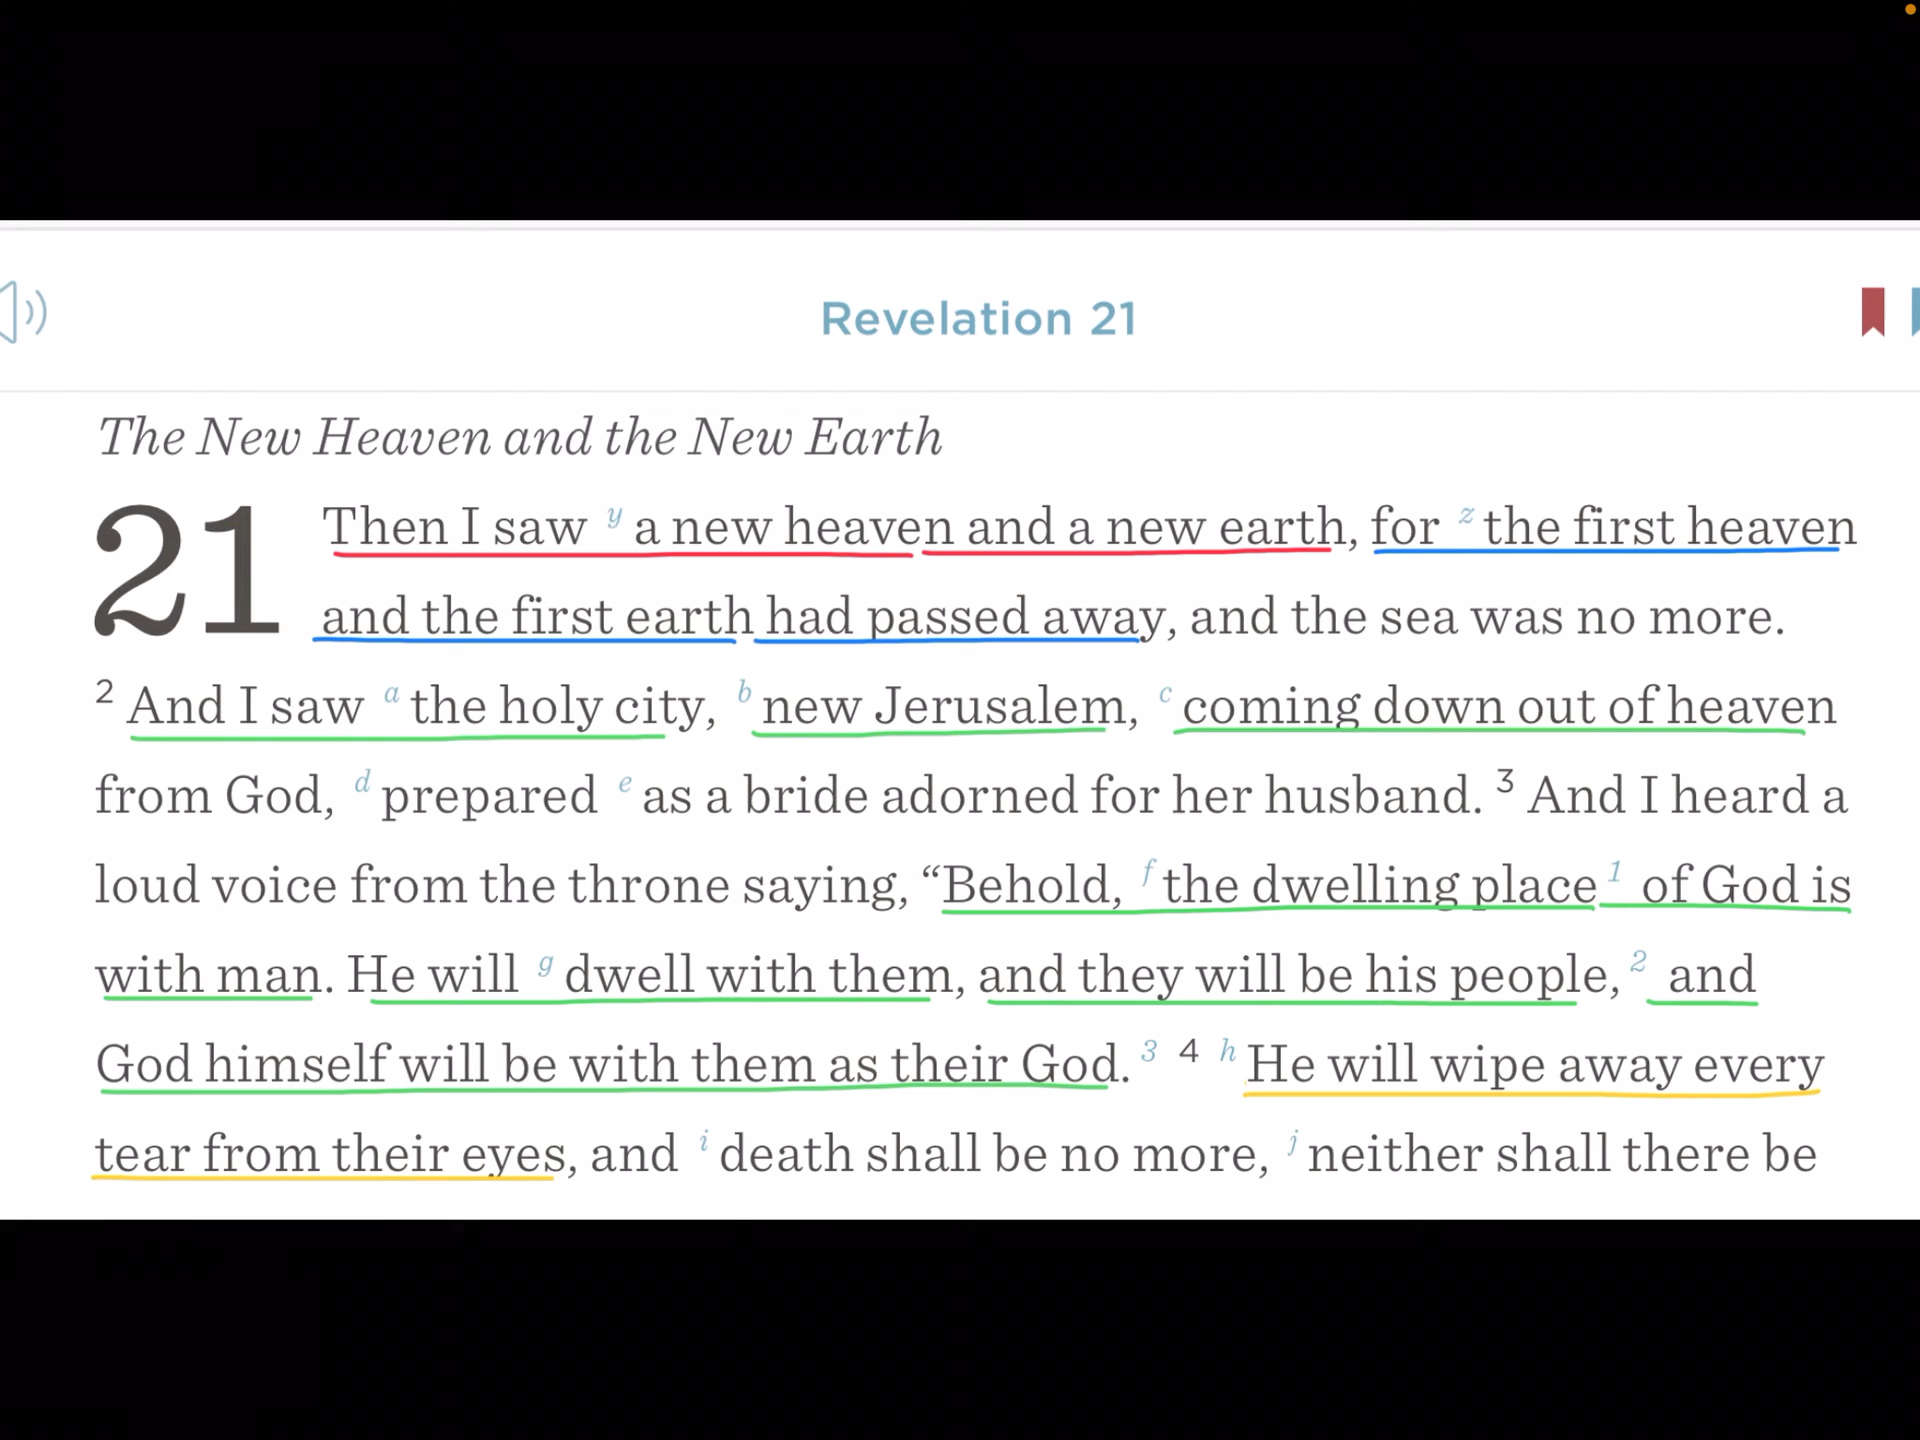 Revelation 21
The New Heaven and the New Earth
21 Then I saw y a new heaven and a new earth, for z the first heaven
and the first earth had passed away, and the sea was no more.
2 And I saw a the holy city, b new Jerusalem, c coming down out of heaven
from God, d prepared e as a bride adorned for her husband. 3 And I heard a
loud voice from the throne saying, “Behold, f the dwelling place 1 of God is
with man. He will g dwell with them, and they will be his people, 2 and
God himself will be with them as their God. 3 4 h He will wipe away every
tear from their eyes, and i death shall be no more, j neither shall there be